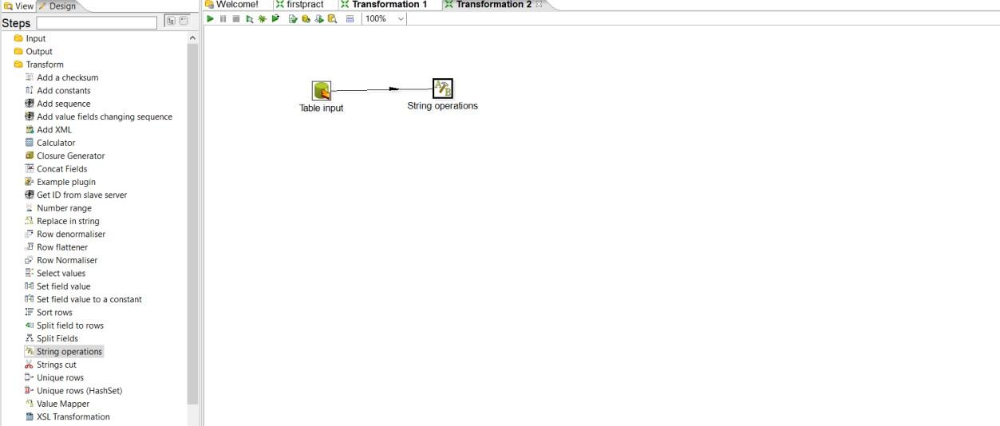 View Design Welcome! firstpract Transformation 1 Transformation 2
Steps 100%
Input
Output
Transform
Add a checksum
Add constants
Add sequence
Add value fields changing sequence
Add XML
Calculator
Closure Generator
Concat Fields
Example plugin
Get ID from slave server
Number range
Replace in string
Row denormaliser
Row flattener
Row Normaliser
Select values
Set field value
Set field value to a constant
Sort rows
Split field to rows
Split Fields
String operations
Strings cut
Unique rows
Unique rows (HashSet)
Value Mapper
XSL Transformation
Table input
String operations